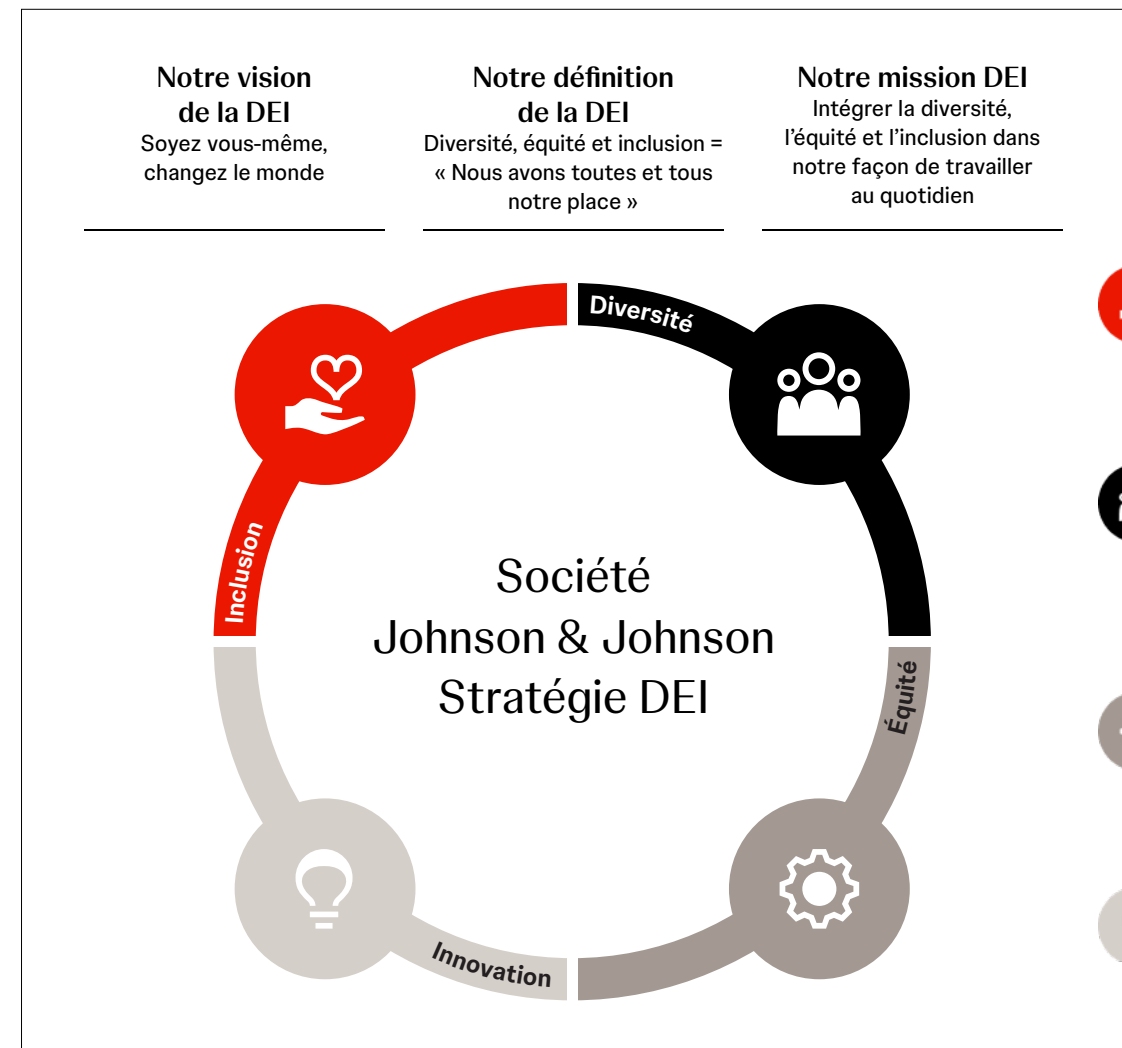 Notre vision
de la DEI
Soyez vous-même,
changez le monde
Notre définition
de la DEI
Diversité, équité et inclusion =
« Nous avons toutes et tous
notre place »
Notre mission DEI
Intégrer la diversité,
l’équité et l’inclusion dans
notre façon de travailler
au quotidien
Diversité
Inclusion
Société
Johnson & Johnson
Stratégie DEI
Équité
Innovation